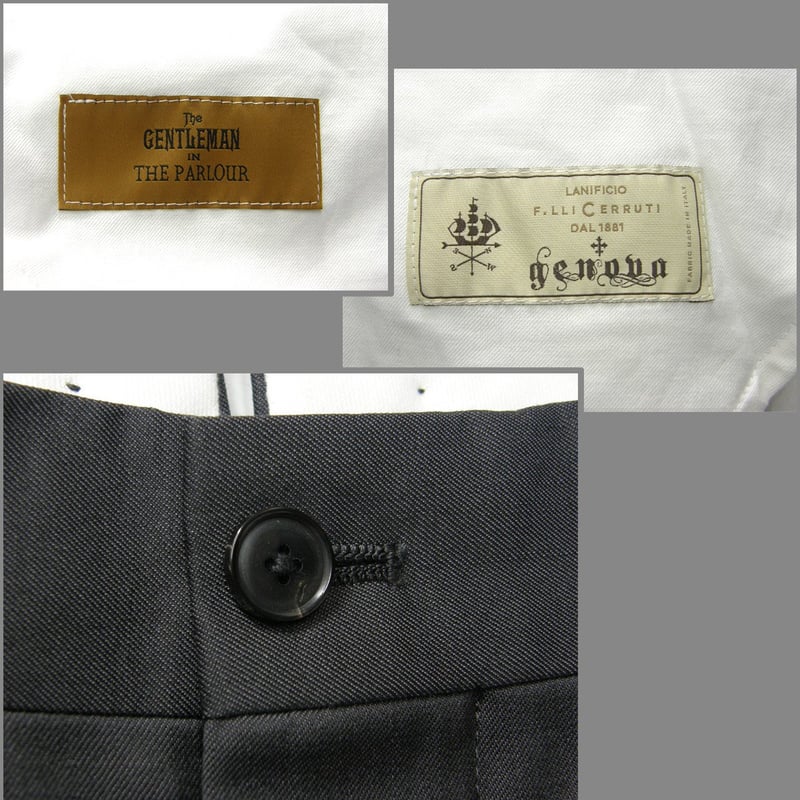 The
GENTLEMAN
IN
THE PARLOUR
LANIFICIO
F.LLI CERRUTI
DAL 1881
genova
FABRIC MADE IN ITALY
N
S
W